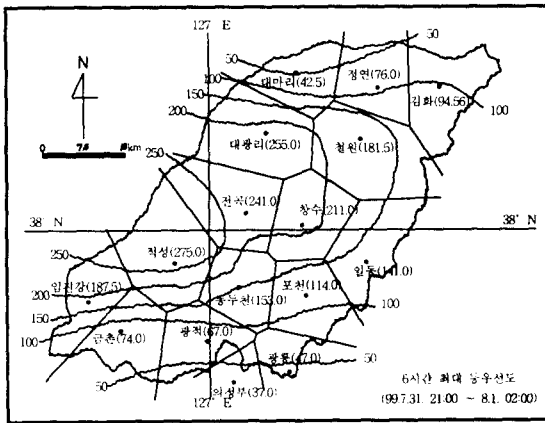 127 E
50
50
N
대마리(42.5)
정연(76.0)
100
김화(94.56)
150
100
200
대광리(255.0)
철원(181.5)
250
전곡(241.0)
창수(211.0)
38' N
38' N
250
적성(275.0)
일동(141.0)
임진강(187.5)
200
포천(114.0)
동두천(153.0)
150
100
100
금촌(74.0)
광적(67.0)
광릉(47.0)
50
50
의정부(37.0)
127 E
6시간 최대 등우선도
(99.7.31. 21:00 ~ 8.1. 02:00)